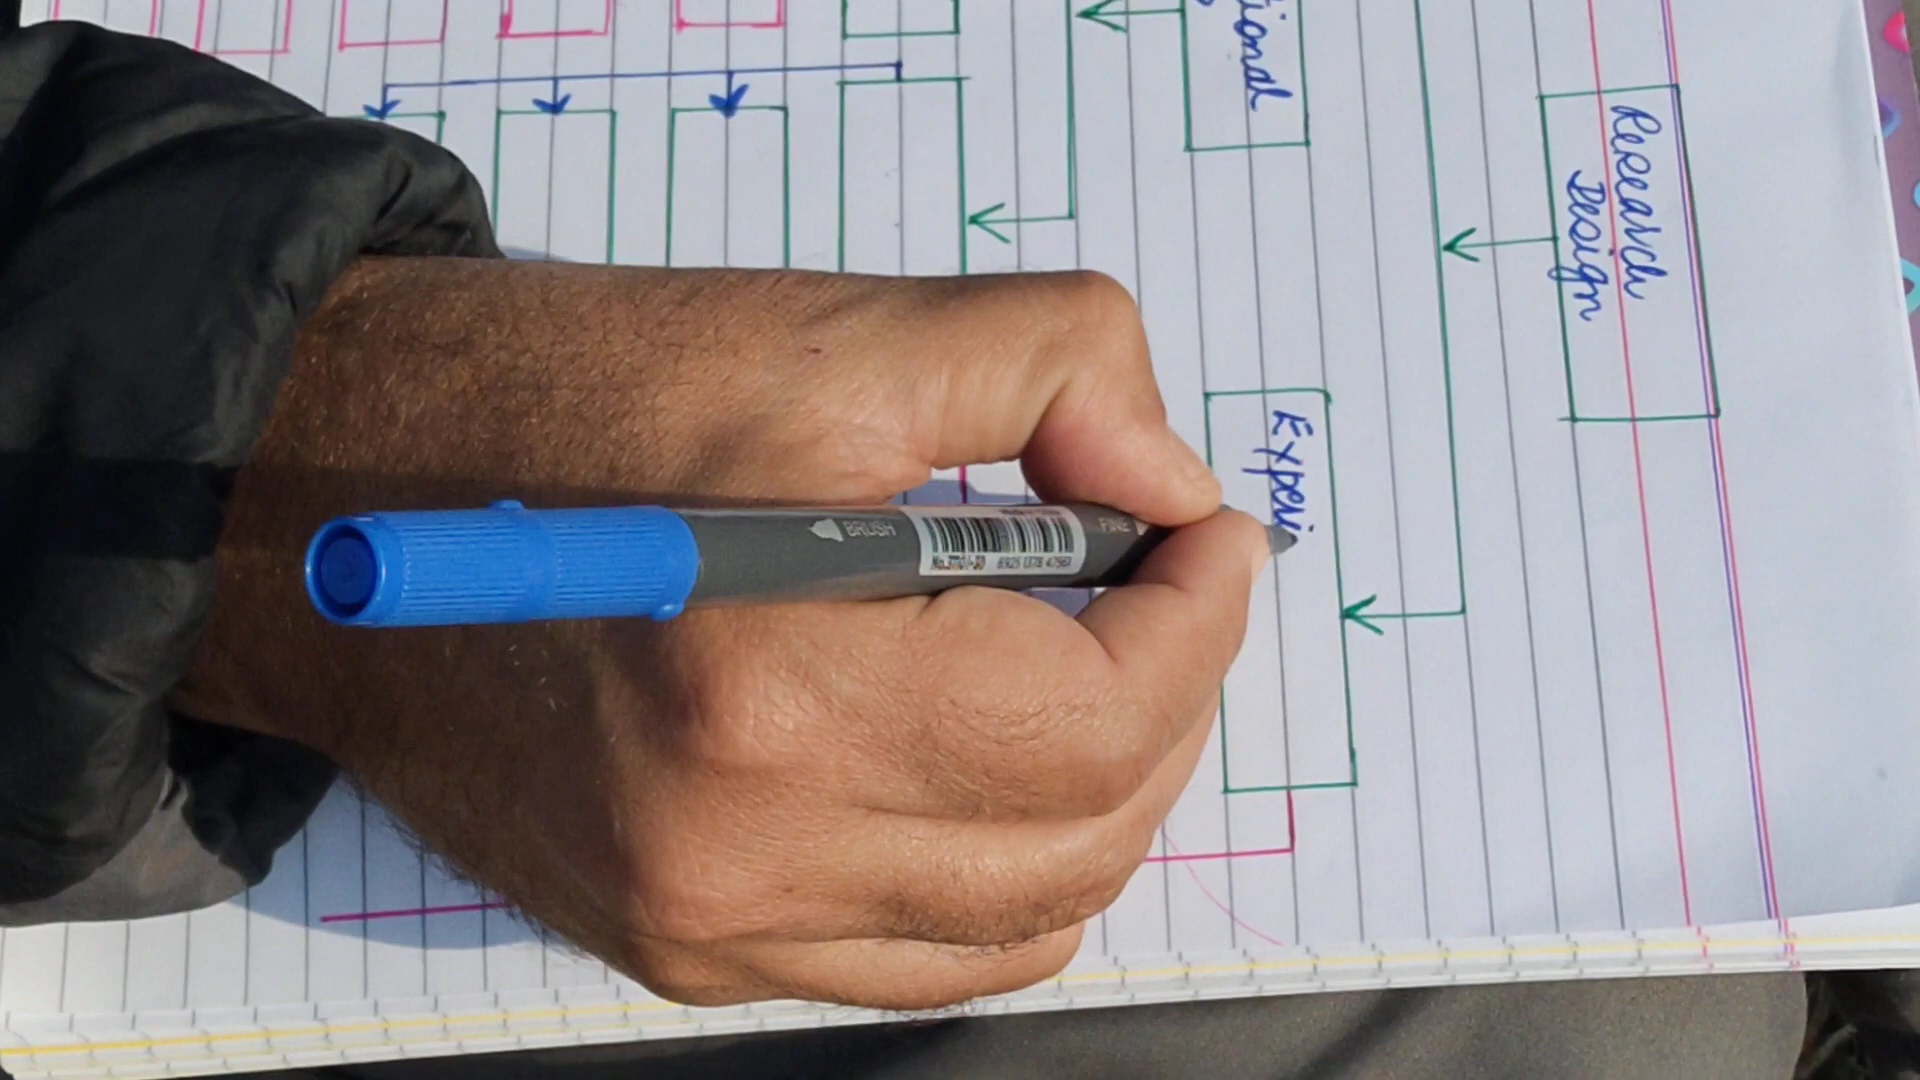 Research
Design
ional
Experi
BRUSH
FINE